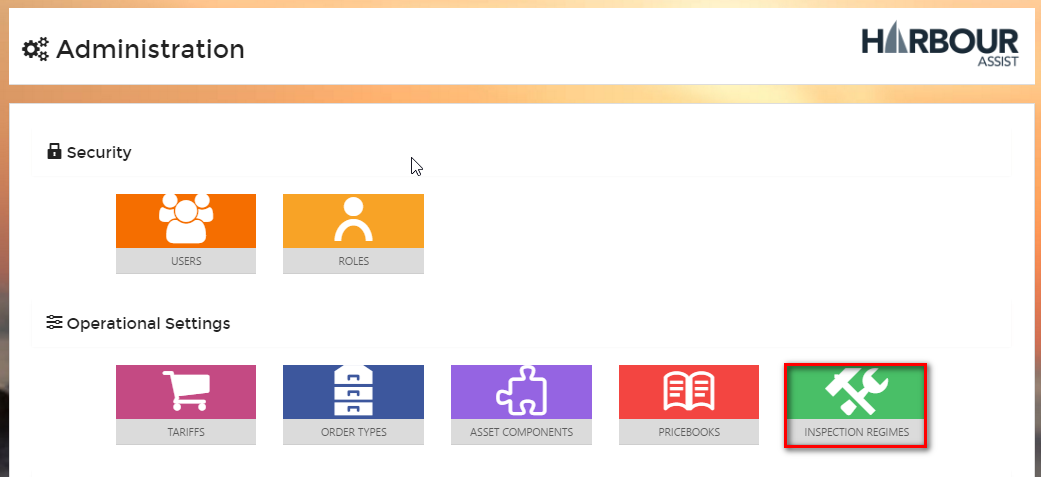 Administration
HARBOUR
ASSIST
Security
USERS
ROLES
Operational Settings
TARIFFS
ORDER TYPES
ASSET COMPONENTS
PRICEBOOKS
INSPECTION REGIMES